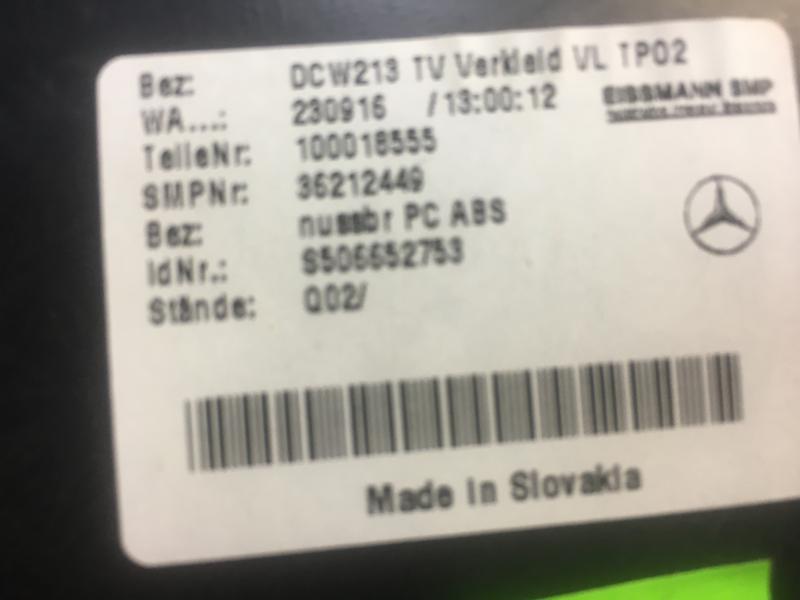 Bez: DCW213 TV Verkleid VL TP02
WA...: 230916 /13:00:12
EISSMANN SMP
TeileNr: 100018555
SMPNr: 36212449
Bez: nussbr PC ABS
IdNr.: S506652753
Stände: Q02/
Made in Slovakia